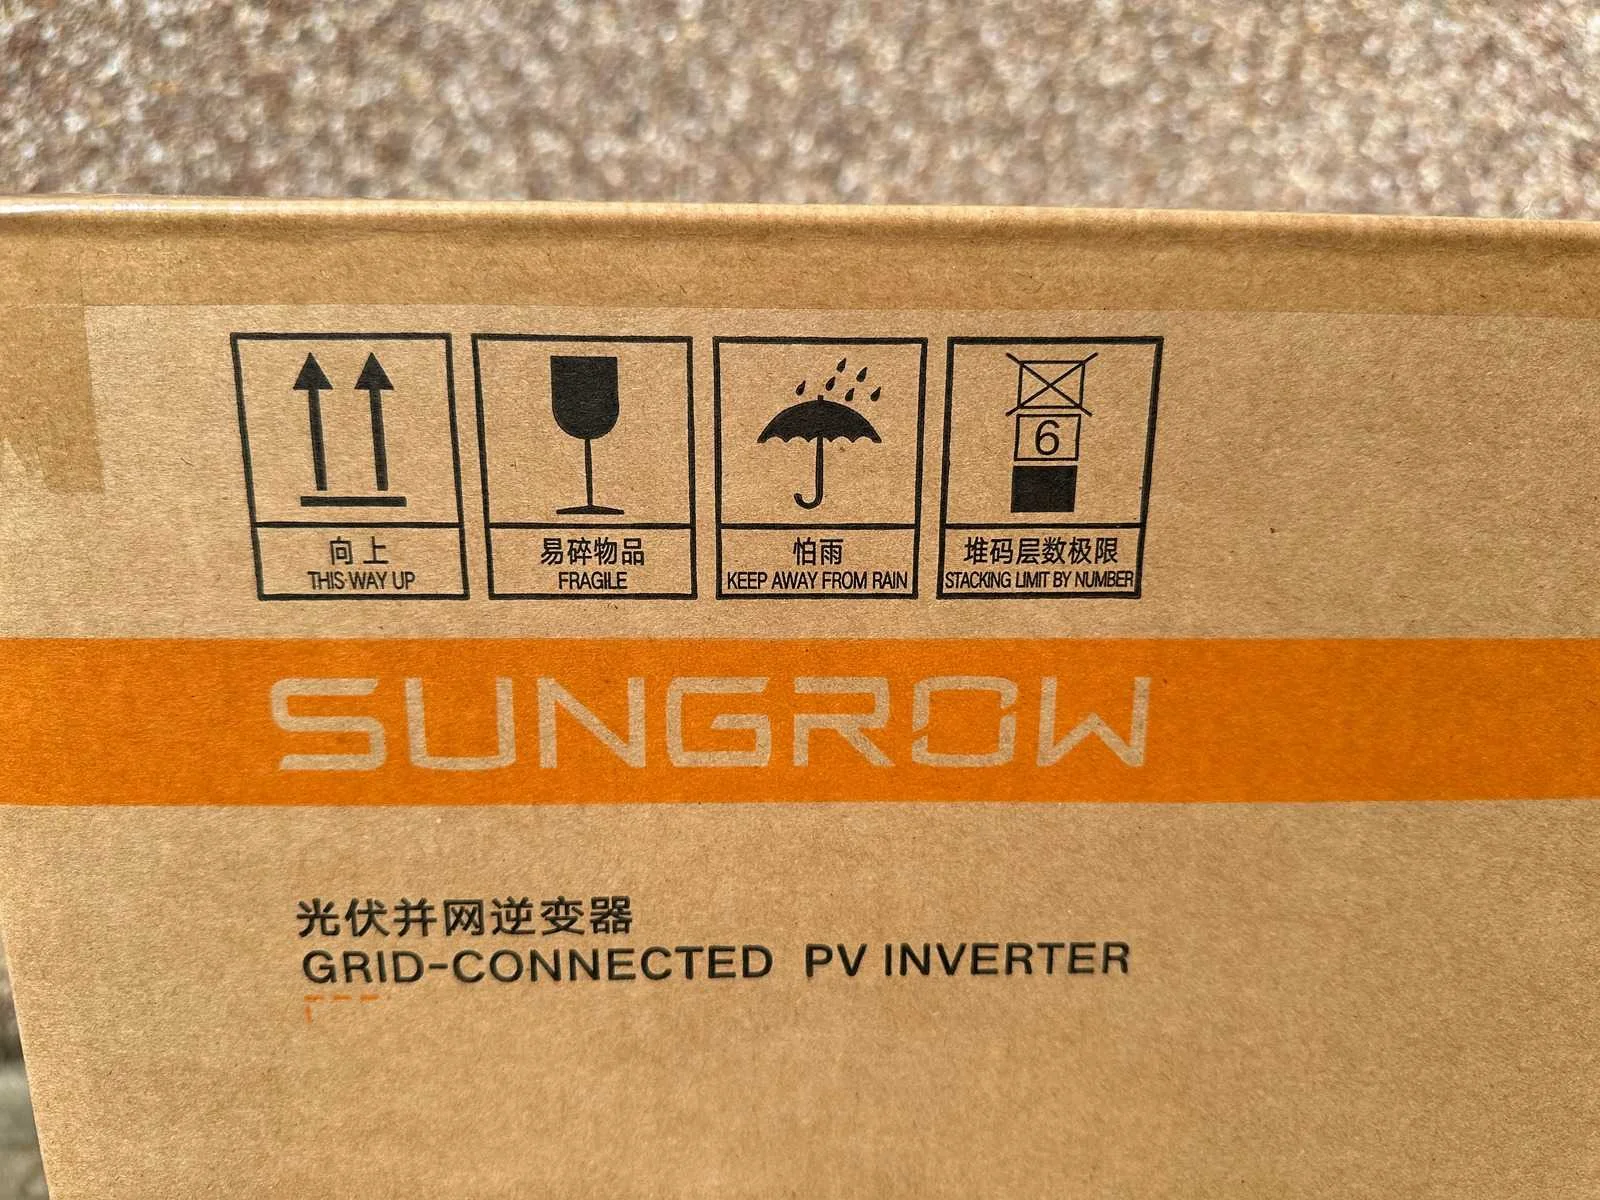 6
向上
THIS WAY UP
易碎物品
FRAGILE
怕雨
KEEP AWAY FROM RAIN
堆码层数极限
STACKING LIMIT BY NUMBER
SUNGROW
光伏并网逆变器
GRID-CONNECTED PV INVERTER